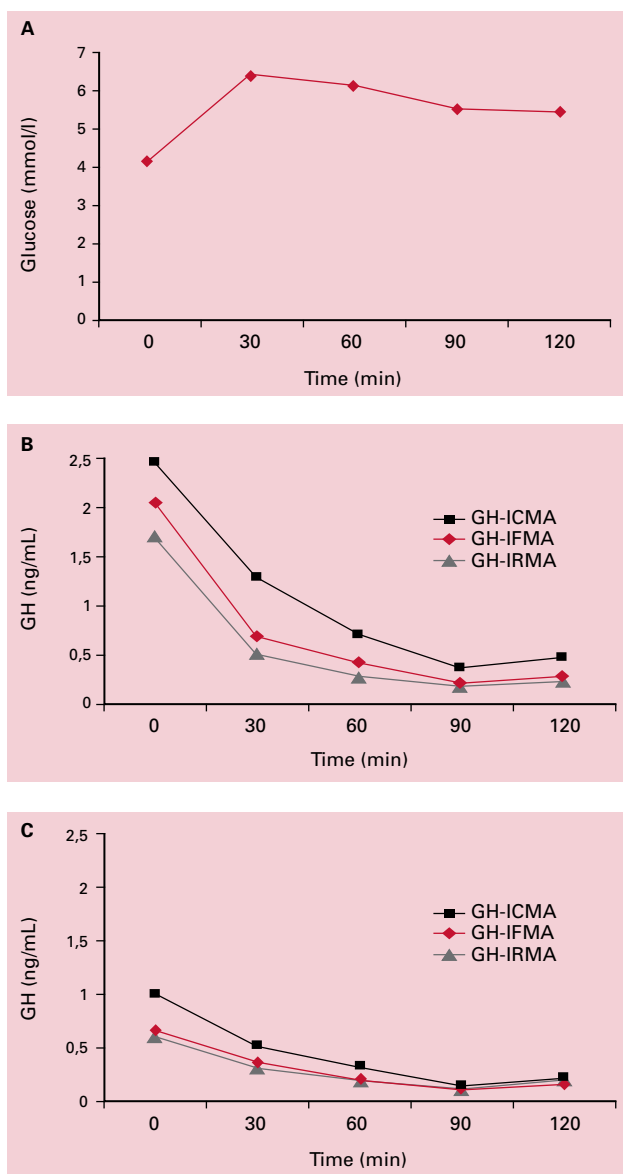 A
Glucose (mmol/l)
7
6
5
4
3
2
1
0
0 30 60 90 120
Time (min)
B
GH (ng/mL)
2,5
2
1,5
1
0,5
0
GH-ICMA
GH-IFMA
GH-IRMA
0 30 60 90 120
Time (min)
C
GH (ng/mL)
2,5
2
1,5
1
0,5
0
GH-ICMA
GH-IFMA
GH-IRMA
0 30 60 90 120
Time (min)